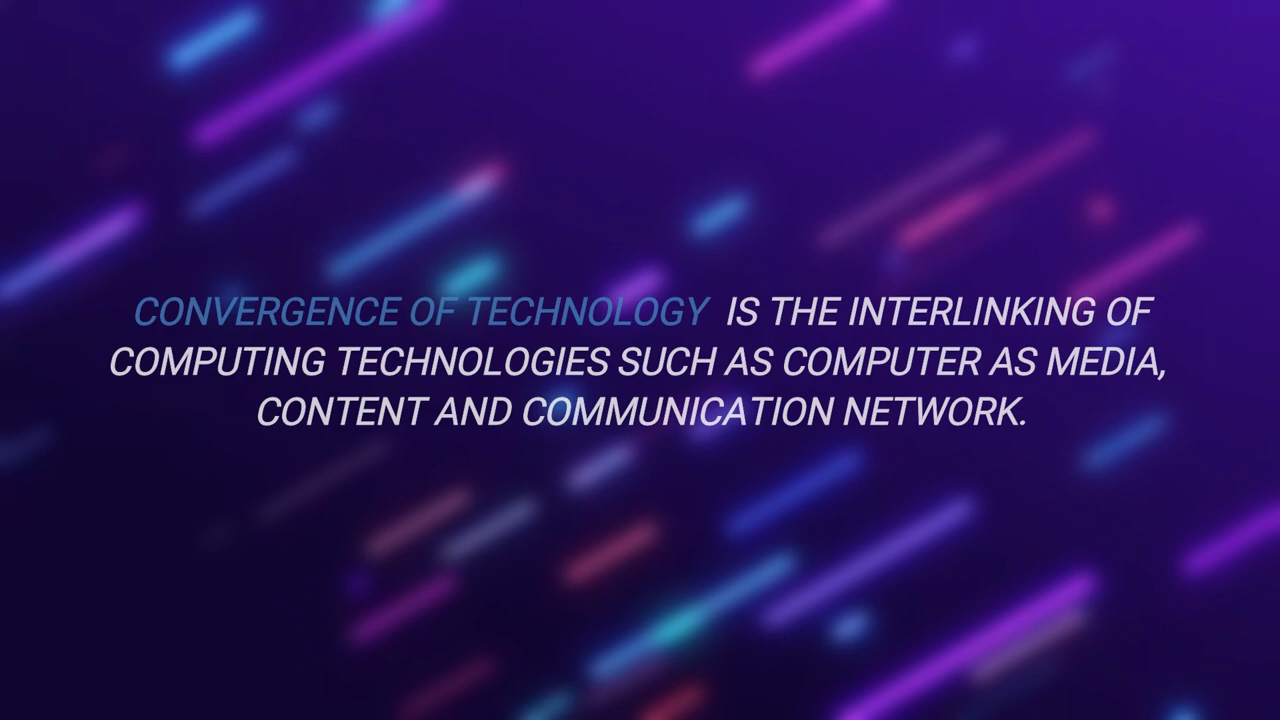 CONVERGENCE OF TECHNOLOGY IS THE INTERLINKING OF
COMPUTING TECHNOLOGIES SUCH AS COMPUTER AS MEDIA,
CONTENT AND COMMUNICATION NETWORK.